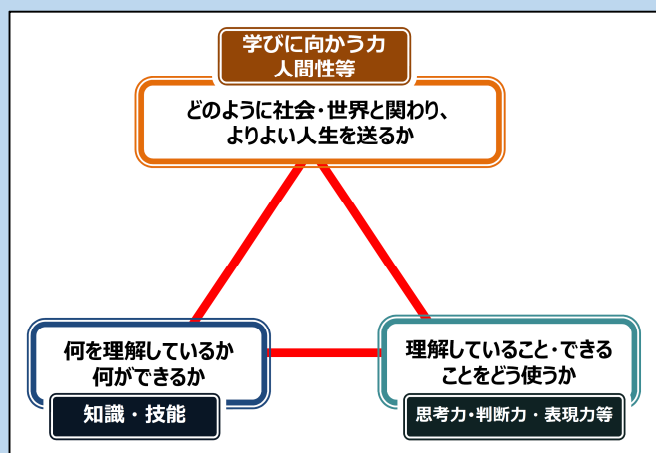 学びに向かう力
人間性等
どのように社会・世界と関わり、
よりよい人生を送るか
何を理解しているか
何ができるか
知識・技能
理解していること・できる
ことをどう使うか
思考力・判断力・表現力等